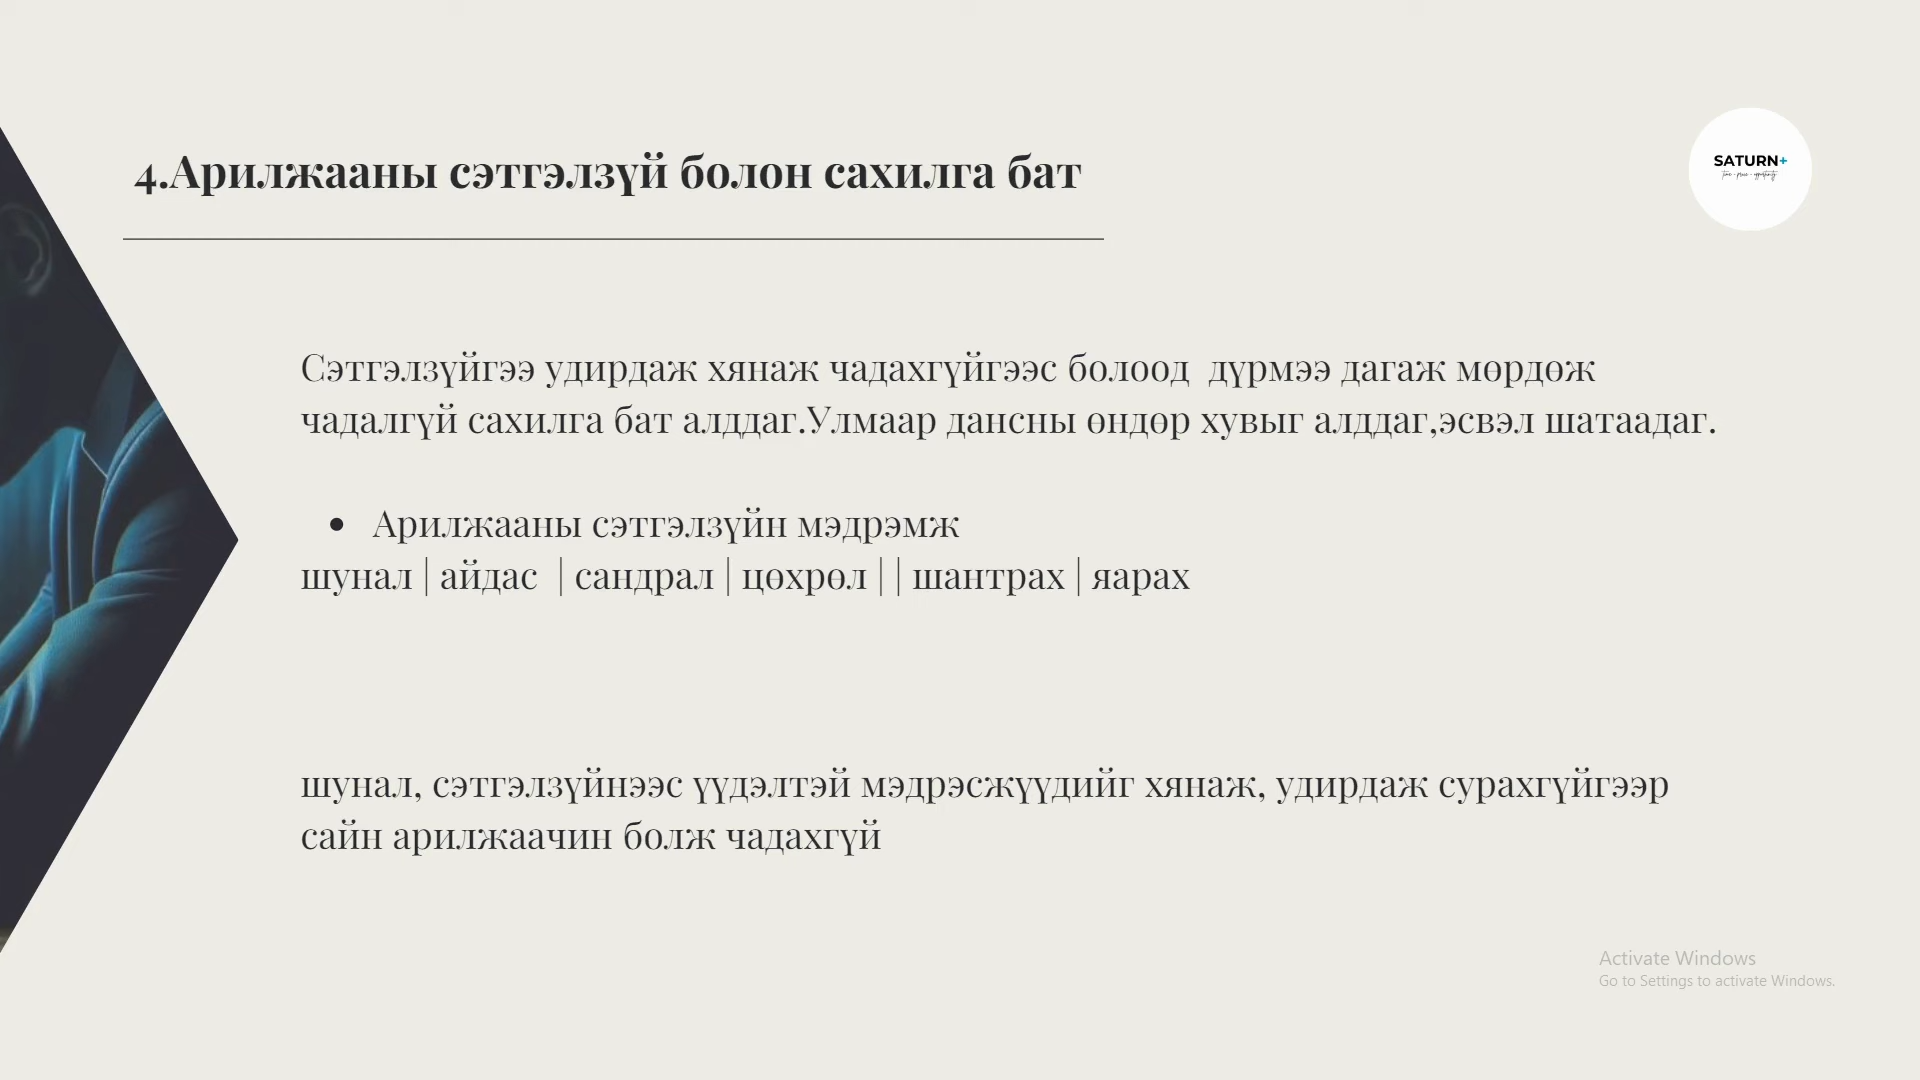 4.Арилжааны сэтгэлзүй болон сахилга бат
SATURN+
Сэтгэлзүйгээ удирдаж хянаж чадахгүйгээс болоод дүрмээ дагаж мөрдөж
чадалгүй сахилга бат алддаг.Улмаар дансны өндөр хувыг алддаг,эсвэл шатаадаг.
• Арилжааны сэтгэлзүйн мэдрэмж
шунал | айдас | сандрал | цөхрөл | | шантрах | яарах
шунал, сэтгэлзүйнээс үүдэлтэй мэдрэсжүүдийг хянаж, удирдаж сурахгүйгээр
сайн арилжаачин болж чадахгүй
Activate Windows
Go to Settings to activate Windows.